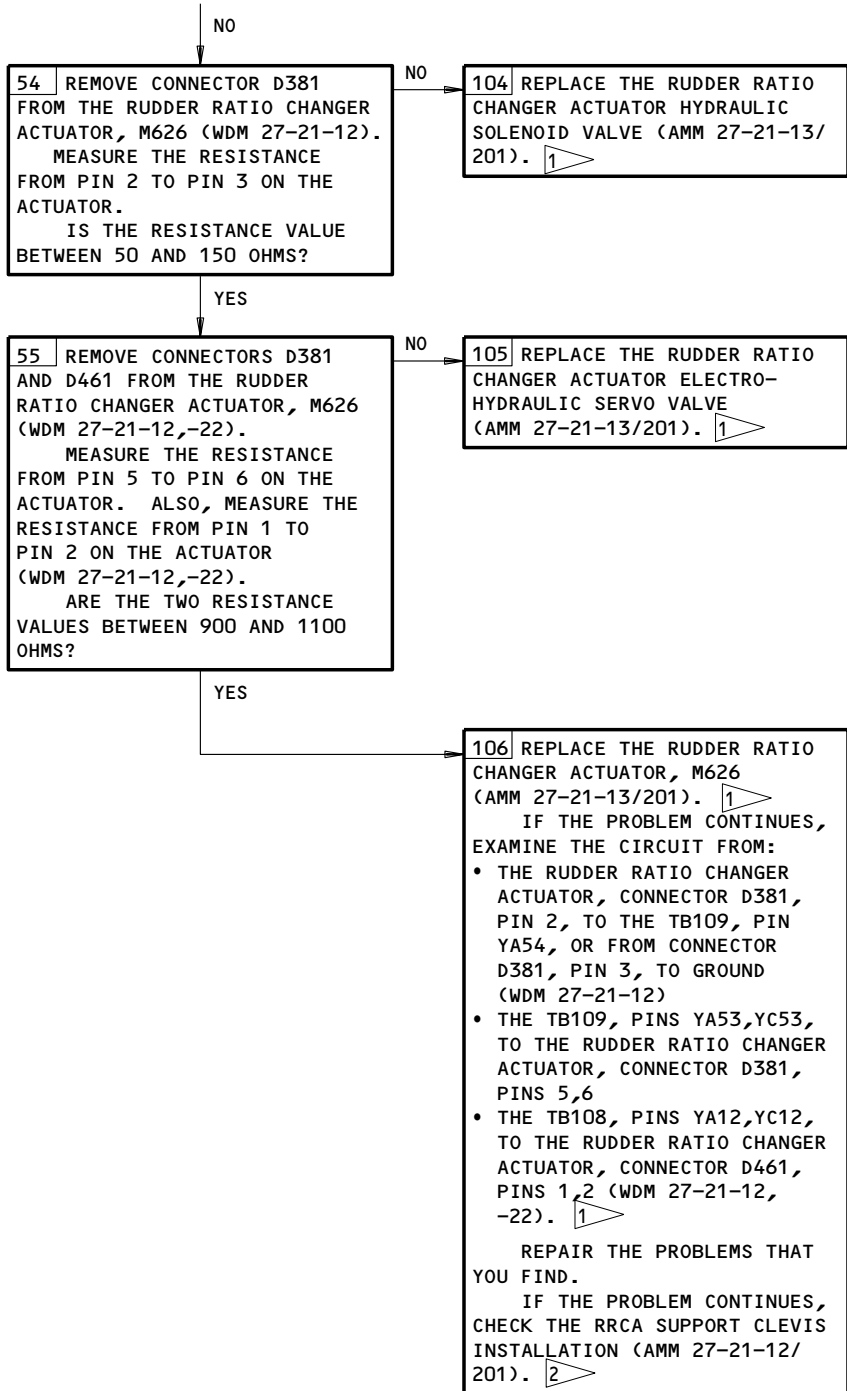 NO
54 REMOVE CONNECTOR D381
FROM THE RUDDER RATIO CHANGER
ACTUATOR, M626 (WDM 27-21-12).
MEASURE THE RESISTANCE
FROM PIN 2 TO PIN 3 ON THE
ACTUATOR.
IS THE RESISTANCE VALUE
BETWEEN 50 AND 150 OHMS?
NO
104 REPLACE THE RUDDER RATIO
CHANGER ACTUATOR HYDRAULIC
SOLENOID VALVE (AMM 27-21-13/
201). 1
YES
55 REMOVE CONNECTORS D381
AND D461 FROM THE RUDDER
RATIO CHANGER ACTUATOR, M626
(WDM 27-21-12,-22).
MEASURE THE RESISTANCE
FROM PIN 5 TO PIN 6 ON THE
ACTUATOR. ALSO, MEASURE THE
RESISTANCE FROM PIN 1 TO
PIN 2 ON THE ACTUATOR
(WDM 27-21-12,-22).
ARE THE TWO RESISTANCE
VALUES BETWEEN 900 AND 1100
OHMS?
NO
105 REPLACE THE RUDDER RATIO
CHANGER ACTUATOR ELECTRO-
HYDRAULIC SERVO VALVE
(AMM 27-21-13/201). 1
YES
106 REPLACE THE RUDDER RATIO
CHANGER ACTUATOR, M626
(AMM 27-21-13/201). 1
IF THE PROBLEM CONTINUES,
EXAMINE THE CIRCUIT FROM:
• THE RUDDER RATIO CHANGER
ACTUATOR, CONNECTOR D381,
PIN 2, TO THE TB109, PIN
YA54, OR FROM CONNECTOR
D381, PIN 3, TO GROUND
(WDM 27-21-12)
• THE TB109, PINS YA53,YC53,
TO THE RUDDER RATIO CHANGER
ACTUATOR, CONNECTOR D381,
PINS 5,6
• THE TB108, PINS YA12,YC12,
TO THE RUDDER RATIO CHANGER
ACTUATOR, CONNECTOR D461,
PINS 1,2 (WDM 27-21-12,
-22). 1
REPAIR THE PROBLEMS THAT
YOU FIND.
IF THE PROBLEM CONTINUES,
CHECK THE RRCA SUPPORT CLEVIS
INSTALLATION (AMM 27-21-12/
201). 2